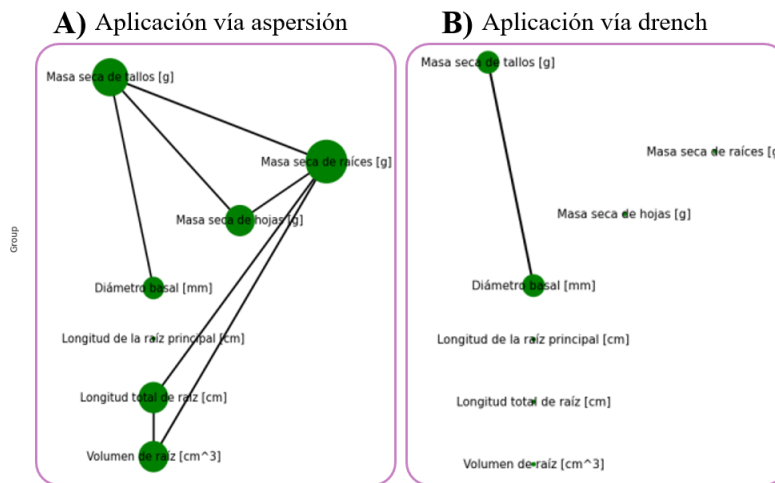 A) Aplicación vía aspersión
Masa seca de tallos [g]
Masa seca de raíces [g]
Masa seca de hojas [g]
Diámetro basal [mm]
Longitud de la raíz principal [cm]
Longitud total de raíz [cm]
Volumen de raíz [cm^3]
Group
B) Aplicación vía drench
Masa seca de tallos [g]
Masa seca de raíces [g
Masa seca de hojas [g]
Diámetro basal [mm]
Longitud de la raíz principal [cm]
Longitud total de raíz [cm]
Volumen de raíz [cm^3]